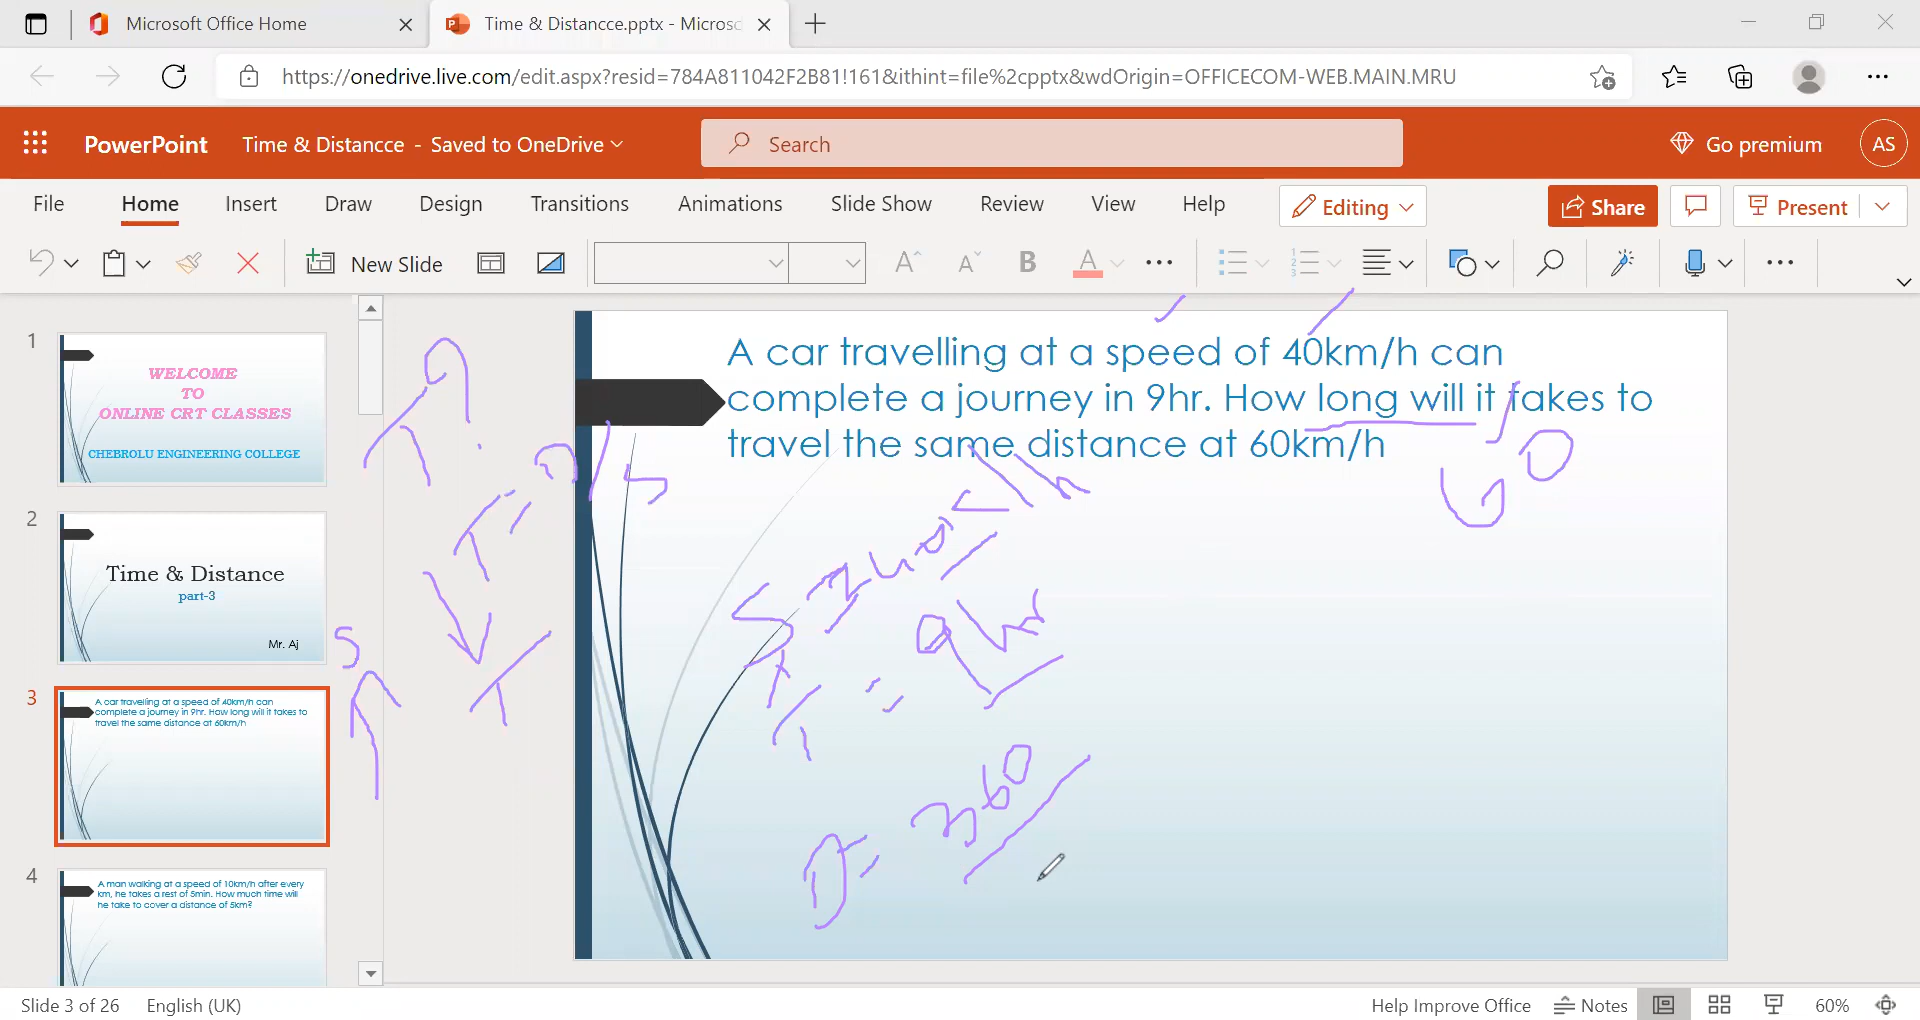 Microsoft Office Home
Time & Distancce.pptx - Microsc
https://onedrive.live.com/edit.aspx?resid=784A811042F2B81!161&ithint=file%2cpptx&wdOrigin=OFFICECOM-WEB.MAIN.MRU
PowerPoint Time & Distancce - Saved to OneDrive
Search
Go premium
AS
File Home Insert Draw Design Transitions Animations Slide Show Review View Help
Editing
Share
Present
New Slide
1
WELCOME
TO
ONLINE CRT CLASSES
CHEBROLU ENGINEERING COLLEGE
2
Time & Distance
part-3
Mr. Aj
3
A car travelling at a speed of 40km/h can
complete a journey in 9hr. How long will it takes to
travel the same distance at 60km/h
4
A man walking at a speed of 10km/h after every
km, he takes a rest of 5min. How much time will
he take to cover a distance of 5km?
A car travelling at a speed of 40km/h can
complete a journey in 9hr. How long will it takes to
travel the same distance at 60km/h
60
T =
S
T
T = 9hr
D = 360
Slide 3 of 26 English (UK)
Help Improve Office Notes 60%